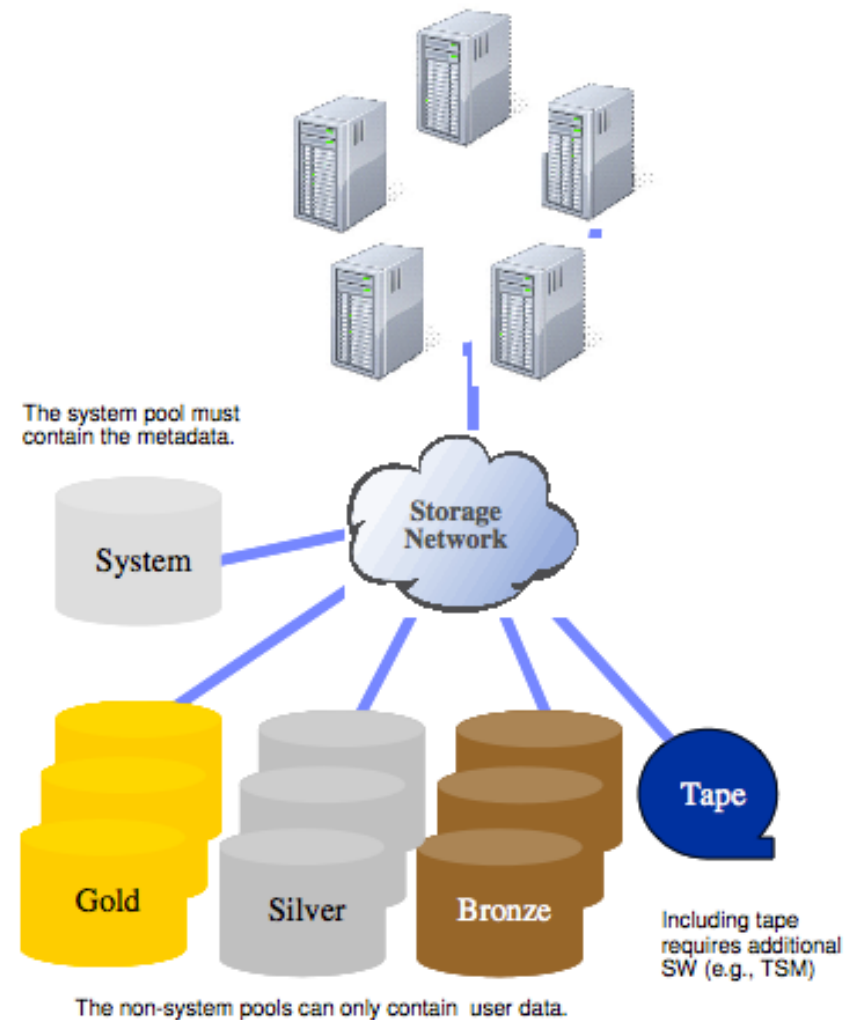 The system pool must
contain the metadata.
Storage
Network
System
Gold
Silver
Bronze
Tape
Including tape
requires additional
SW (e.g., TSM)
The non-system pools can only contain  user data.